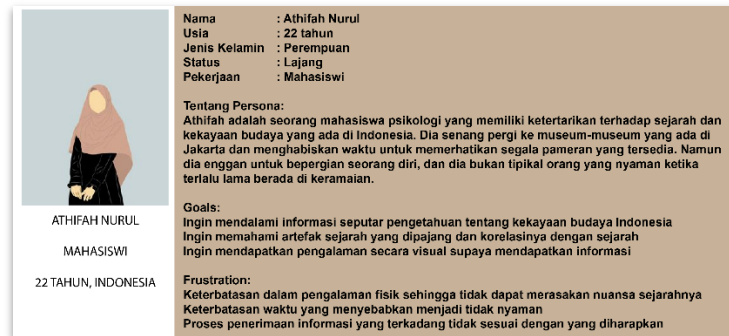 ATHIFAH NURUL
MAHASISWI
22 TAHUN, INDONESIA
Nama : Athifah Nurul
Usia : 22 tahun
Jenis Kelamin : Perempuan
Status : Lajang
Pekerjaan : Mahasiswi
Tentang Persona:
Athifah adalah seorang mahasiswa psikologi yang memiliki ketertarikan terhadap sejarah dan
kekayaan budaya yang ada di Indonesia. Dia senang pergi ke museum-museum yang ada di
Jakarta dan menghabiskan waktu untuk memerhatikan segala pameran yang tersedia. Namun
dia enggan untuk bepergian seorang diri, dan dia bukan tipikal orang yang nyaman ketika
terlalu lama berada di keramaian.
Goals:
Ingin mendalami informasi seputar pengetahuan tentang kekayaan budaya Indonesia
Ingin memahami artefak sejarah yang dipajang dan korelasinya dengan sejarah
Ingin mendapatkan pengalaman secara visual supaya mendapatkan informasi
Frustration:
Keterbatasan dalam pengalaman fisik sehingga tidak dapat merasakan nuansa sejarahnya
Keterbatasan waktu yang menyebabkan menjadi tidak nyaman
Proses penerimaan informasi yang terkadang tidak sesuai dengan yang diharapkan